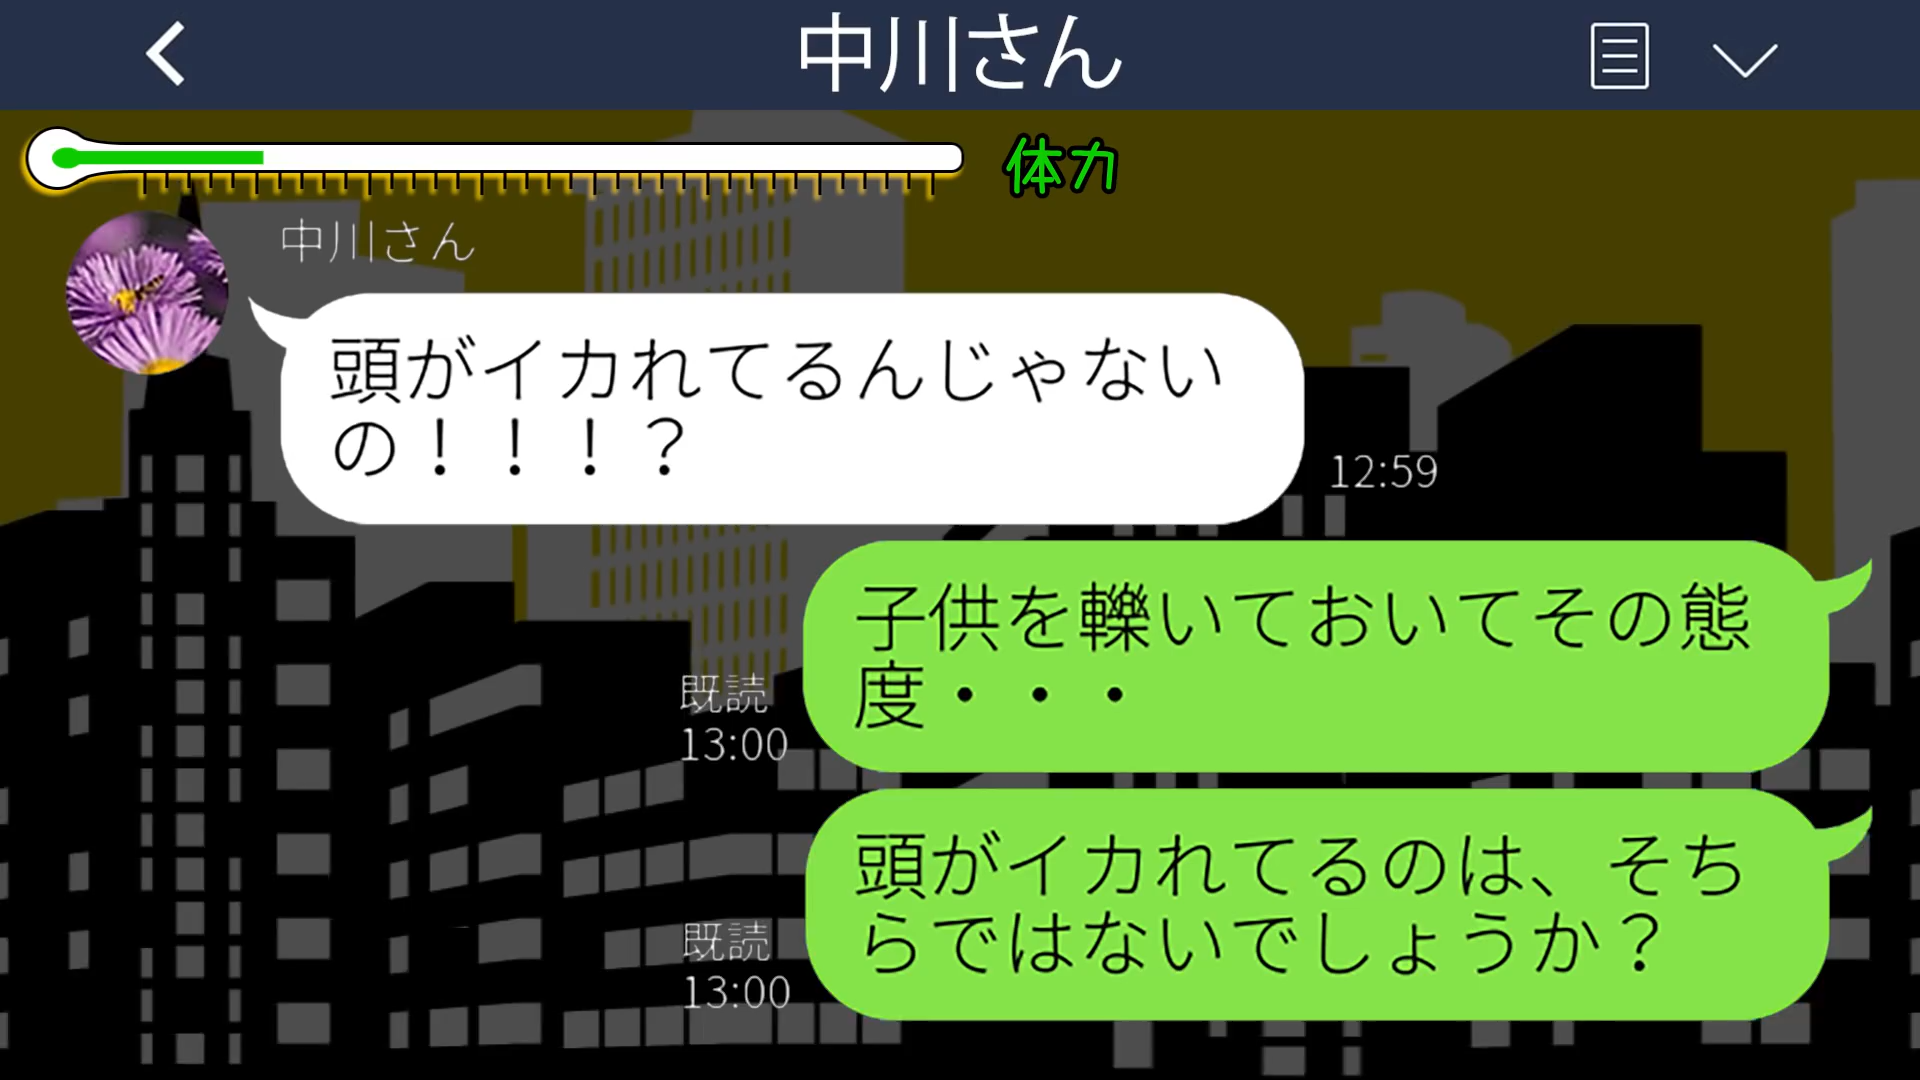 中川さん
体力
中川さん
頭がイカれてるんじゃない
の！！！？
12:59
子供を轢いておいてその態
度・・・
既読
13:00
頭がイカれてるのは、そち
らではないでしょうか？
既読
13:00